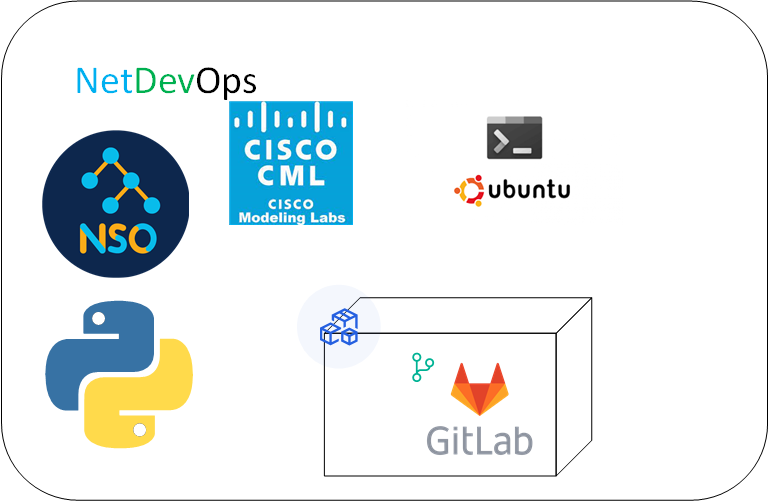 NetDevOps
CISCO
CML
CISCO
Modeling Labs
ubuntu
NSO
GitLab